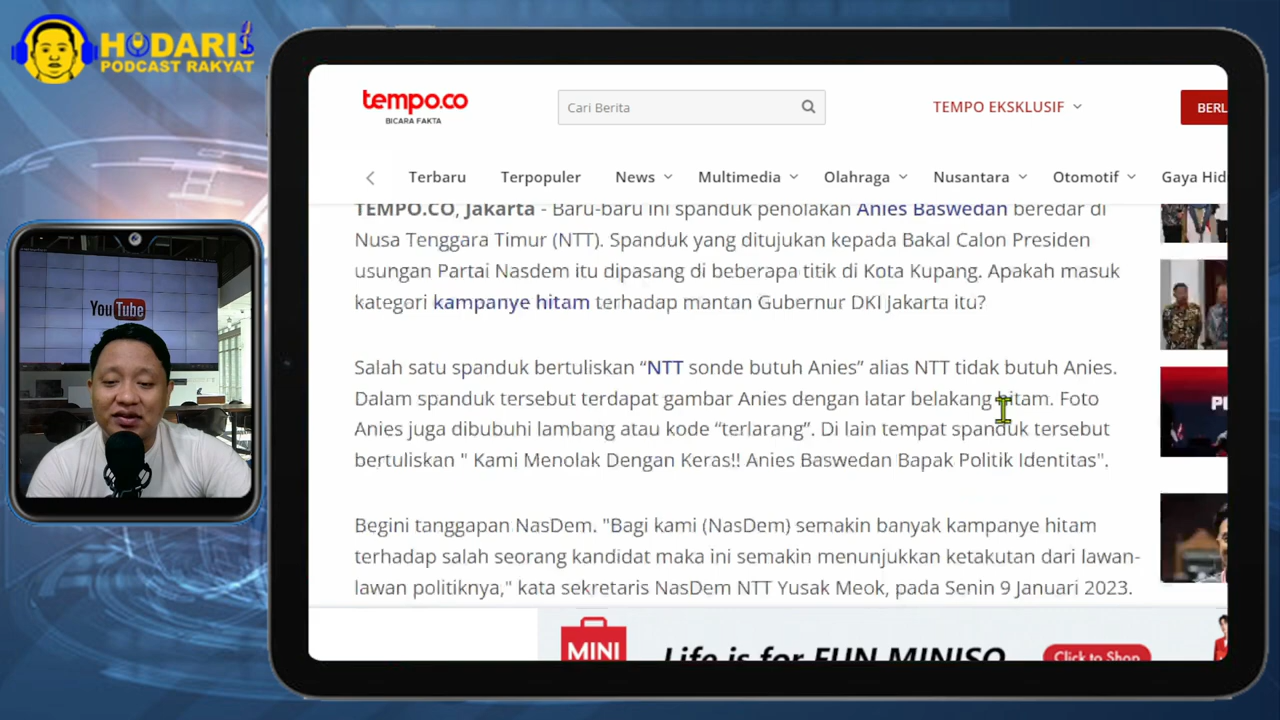 HODARI
PODCAST RAKYAT
YouTube
tempo.co
BICARA FAKTA
Cari Berita
TEMPO EKSKLUSIF
BERL
Terbaru Terpopuler News Multimedia Olahraga Nusantara Otomotif Gaya Hid
TEMPO.CO, Jakarta - Baru-baru ini spanduk penolakan Anies Baswedan beredar di
Nusa Tenggara Timur (NTT). Spanduk yang ditujukan kepada Bakal Calon Presiden
usungan Partai Nasdem itu dipasang di beberapa titik di Kota Kupang. Apakah masuk
kategori kampanye hitam terhadap mantan Gubernur DKI Jakarta itu?
Salah satu spanduk bertuliskan “NTT sonde butuh Anies” alias NTT tidak butuh Anies.
Dalam spanduk tersebut terdapat gambar Anies dengan latar belakang hitam. Foto
Anies juga dibubuhi lambang atau kode “terlarang”. Di lain tempat spanduk tersebut
bertuliskan " Kami Menolak Dengan Keras!! Anies Baswedan Bapak Politik Identitas".
Begini tanggapan NasDem. "Bagi kami (NasDem) semakin banyak kampanye hitam
terhadap salah seorang kandidat maka ini semakin menunjukkan ketakutan dari lawan-
lawan politiknya," kata sekretaris NasDem NTT Yusak Meok, pada Senin 9 Januari 2023.
MINI
Life is for FUN MINISO
Click to Shop